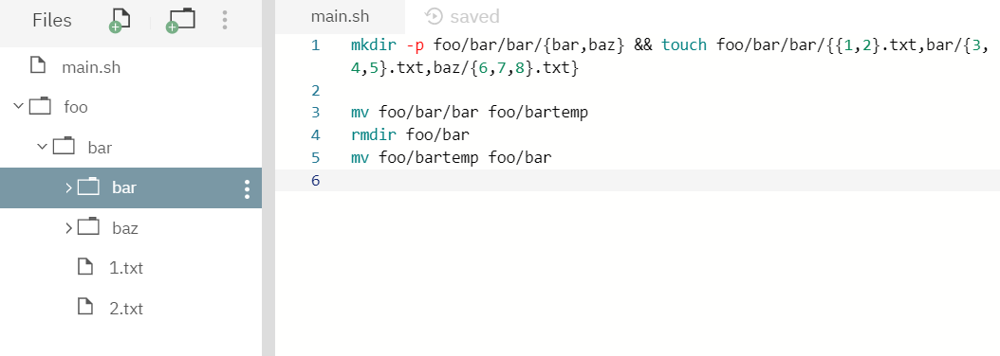 Files
main.sh
foo
bar
bar
baz
1.txt
2.txt
main.sh saved
1 mkdir -p foo/bar/bar/{bar,baz} && touch foo/bar/bar/{{1,2}.txt,bar/{3,
4,5}.txt,baz/{6,7,8}.txt}
2
3 mv foo/bar/bar foo/bartemp
4 rmdir foo/bar
5 mv foo/bartemp foo/bar
6